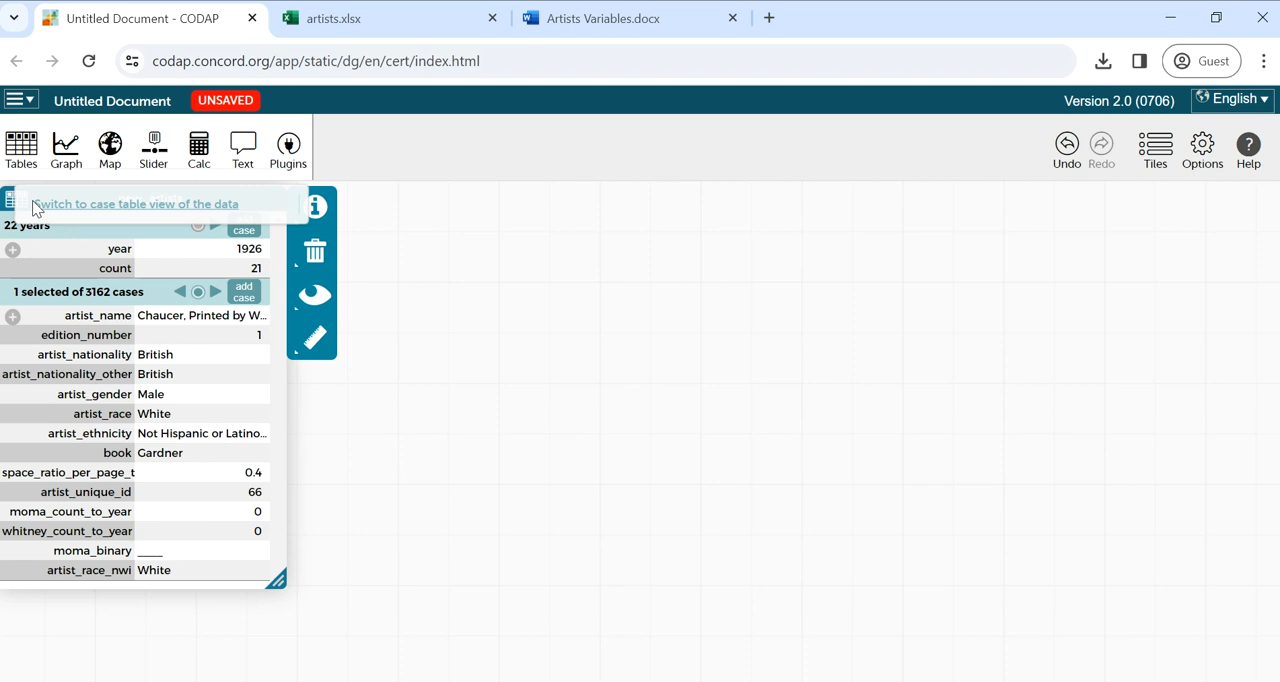 Untitled Document - CODAP
artists.xlsx
Artists Variables.docx
codap.concord.org/app/static/dg/en/cert/index.html
Guest
Untitled Document UNSAVED
Version 2.0 (0706) English
Tables Graph Map Slider Calc Text Plugins
Undo Redo Tiles Options Help
Switch to case table view of the data
22 years
case
year 1926
count 21
1 selected of 3162 cases add case
artist_name Chaucer, Printed by W...
edition_number 1
artist_nationality British
artist_nationality_other British
artist_gender Male
artist_race White
artist_ethnicity Not Hispanic or Latino...
book Gardner
space_ratio_per_page_t 0.4
artist_unique_id 66
moma_count_to_year 0
whitney_count_to_year 0
moma_binary ____
artist_race_nwi White